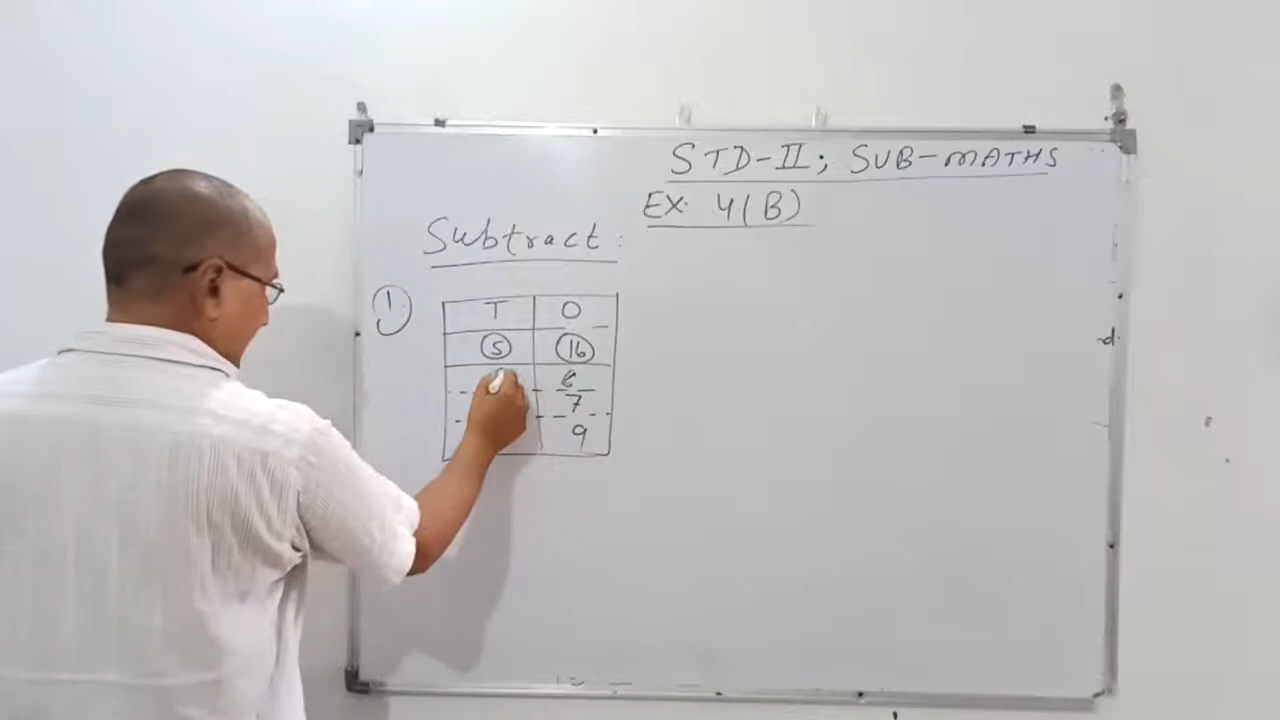 STD-II; SUB-MATHS
EX. 4(B)
Subtract:
1.
T O
5 16
6
7
9
d.